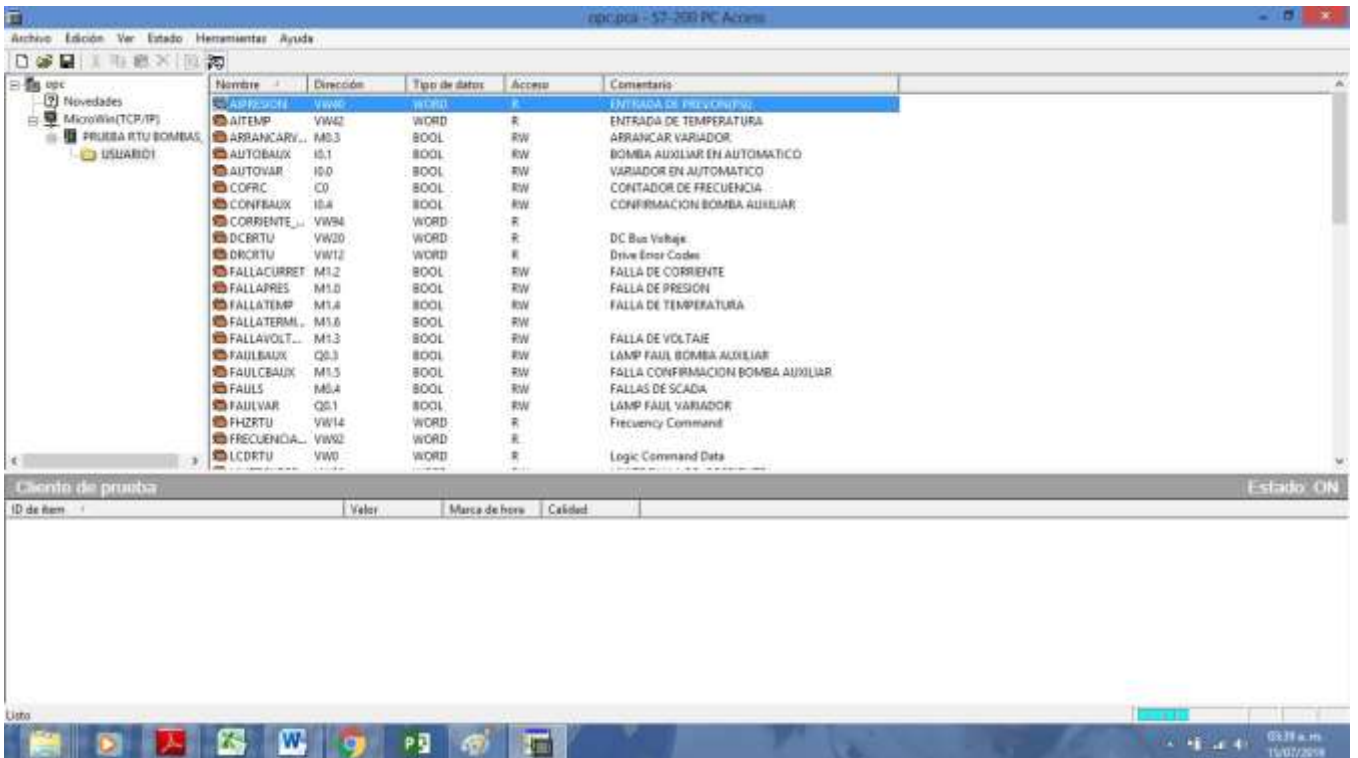 opc.pca - S7-200 PC Access
Archivo Edición Ver Estado Herramientas Ayuda
opc
Novedades
MicroWin(TCP/IP)
PRUEBA RTU BOMBAS,
USUARIO1
Nombre Dirección Tipo de datos Acceso Comentario
AIPRESION VW40 WORD R ENTRADA DE
AITEMP VW42 WORD R ENTRADA DE TEMPERATURA
ARRANCARV... M0.3 BOOL RW ARRANCAR VARIADOR
AUTOBAUX I0.1 BOOL RW BOMBA AUXILIAR EN AUTOMATICO
AUTOVAR I0.0 BOOL RW VARIADOR EN AUTOMATICO
COFRC C0 BOOL RW CONTADOR DE FRECUENCIA
CONFBAUX I0.4 BOOL RW CONFIRMACION BOMBA AUXILIAR
CORRIENTE_... VW94 WORD R
DCBRTU VW20 WORD R DC Bus Voltaje
DRCRTU VW12 WORD R Drive Error Codes
FALLACURRET M1.2 BOOL RW FALLA DE CORRIENTE
FALLAPRES M1.0 BOOL RW FALLA DE PRESION
FALLATEMP M1.4 BOOL RW FALLA DE TEMPERATURA
FALLATERMI... M1.6 BOOL RW
FALLAVOLT... M1.3 BOOL RW FALLA DE VOLTAJE
FAULBAUX Q0.3 BOOL RW LAMP FAUL BOMBA AUXILIAR
FAULCBAUX M1.5 BOOL RW FALLA CONFIRMACION BOMBA AUXILIAR
FAULS M0.4 BOOL RW FALLAS DE SCADA
FAULVAR Q0.1 BOOL RW LAMP FAUL VARIADOR
FHZRTU VW14 WORD R Frecuency Command
FRECUENCIA... VW92 WORD R
LCDRTU VW0 WORD R Logic Command Data
Cliente de prueba Estado: ON
ID de ítem Valor Marca de hora Calidad
Listo
03:39 a. m.
15/07/2018